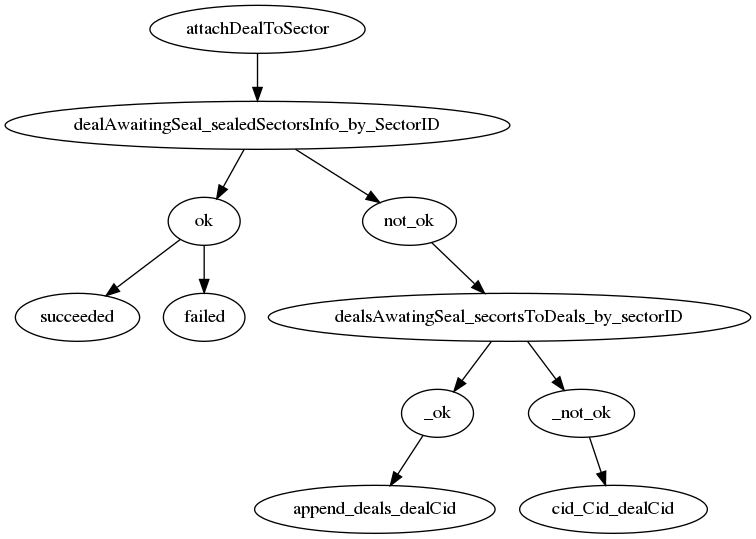 attachDealToSector
dealAwaitingSeal_sealedSectorsInfo_by_SectorID
ok
not_ok
succeeded
failed
dealsAwatingSeal_secortsToDeals_by_sectorID
_ok
_not_ok
append_deals_dealCid
cid_Cid_dealCid